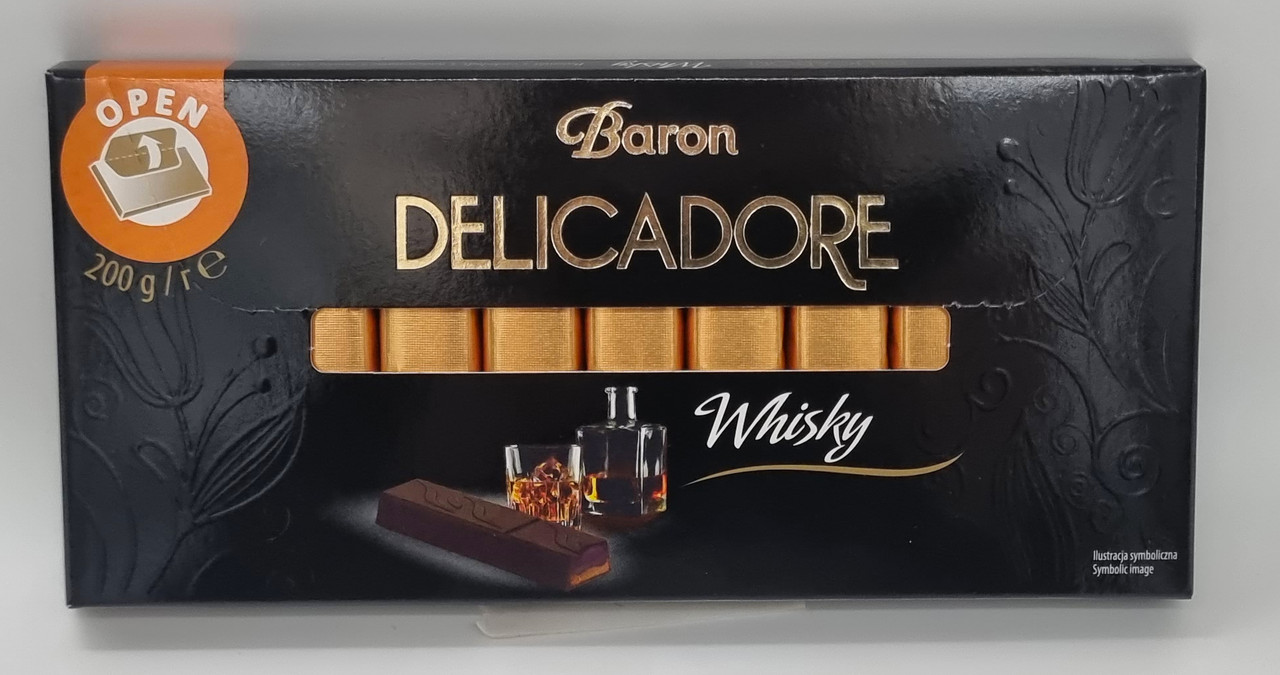 OPEN
Baron
DELICADORE
200 g / r e
Whisky
Ilustracja symboliczna
Symbolic image